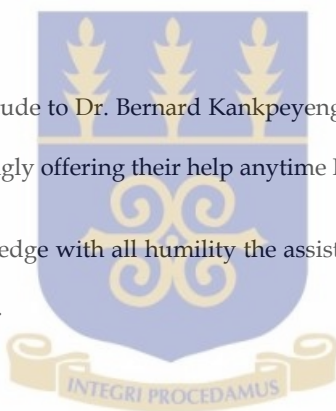 ude to Dr. Bernard Kankpeyeng
gly offering their help anytime
edge with all humility the assist
INTEGRI PROCEDAMUS